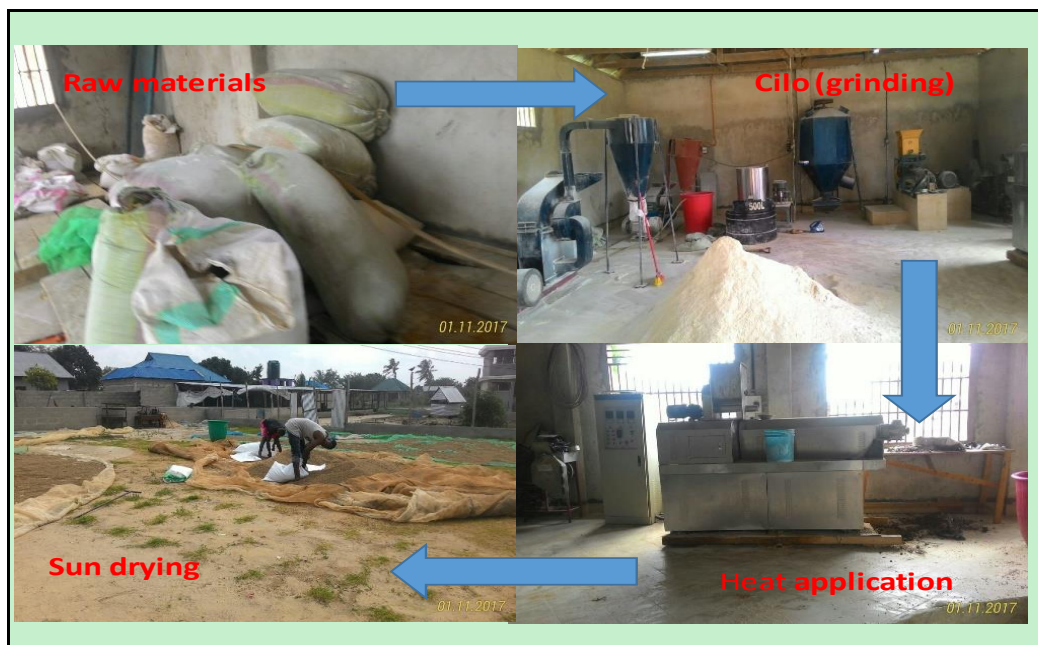 Raw materials
Cilo (grinding)
500L
01.11.2017
01.11.2017
Sun drying
Heat application
01.11.2017
01.11.2017